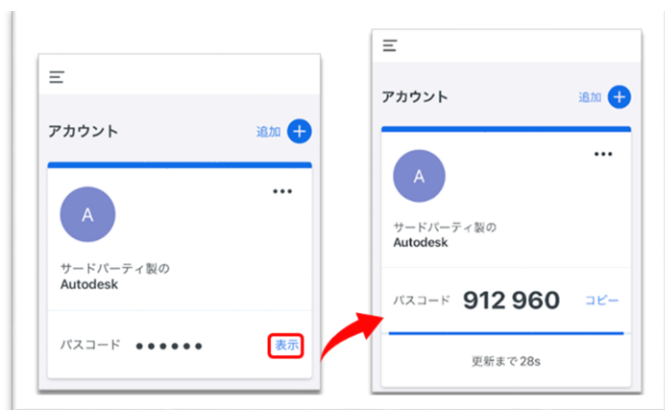 アカウント
追加
A
サードパーティ製の
Autodesk
パスコード ●●●●●●
表示
アカウント
追加
A
サードパーティ製の
Autodesk
パスコード 912 960 コピー
更新まで 28s